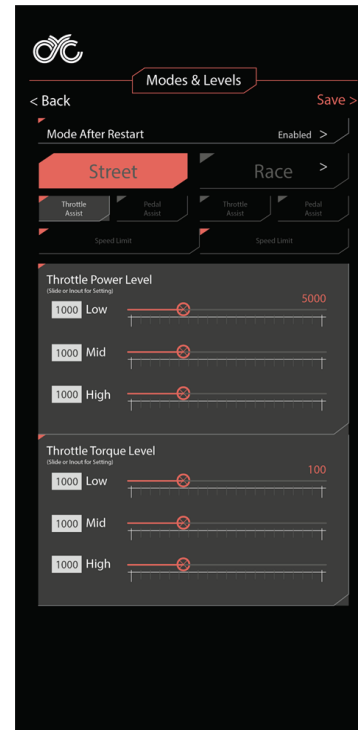 Modes & Levels
< Back Save >
Mode After Restart Enabled >
Street Race >
Throttle Assist Pedal Assist Throttle Assist Pedal Assist
Speed Limit Speed Limit
Throttle Power Level
(Slide or Inout for Setting)
5000
1000 Low
1000 Mid
1000 High
Throttle Torque Level
(Slide or Inout for Setting)
100
1000 Low
1000 Mid
1000 High